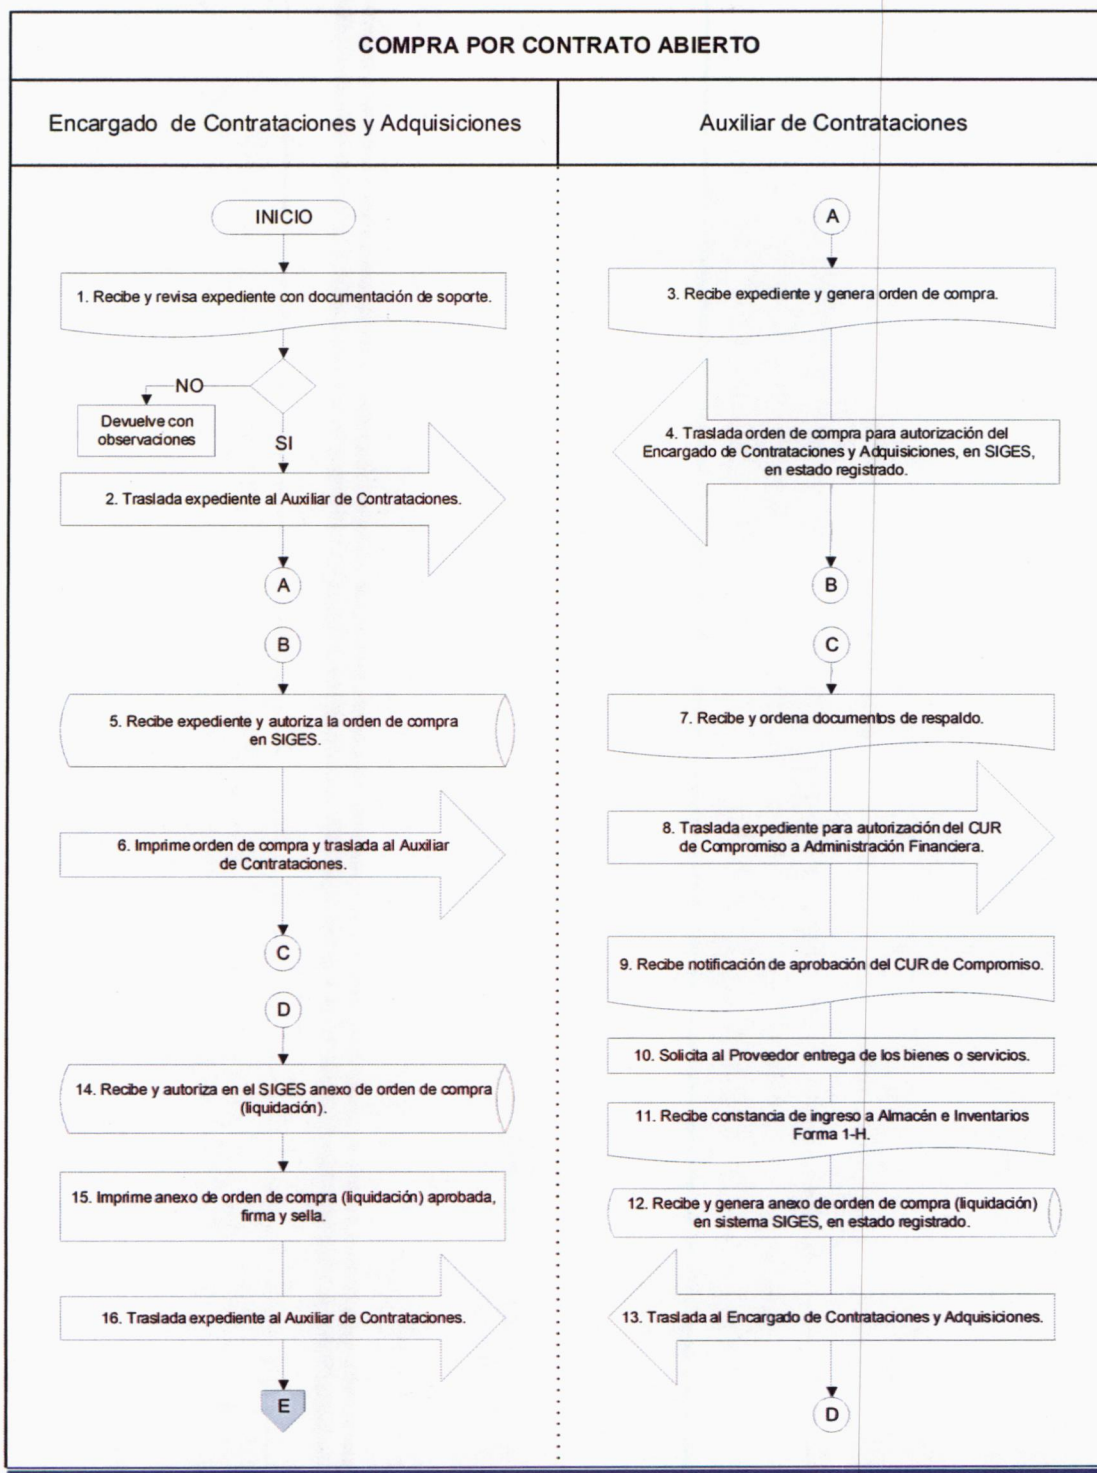 COMPRA POR CONTRATO ABIERTO
Encargado de Contrataciones y Adquisiciones
Auxiliar de Contrataciones
INICIO
1. Recibe y revisa expediente con documentación de soporte.
NO
Devuelve con
observaciones
SI
2. Traslada expediente al Auxiliar de Contrataciones.
A
B
5. Recibe expediente y autoriza la orden de compra
en SIGES.
6. Imprime orden de compra y traslada al Auxiliar
de Contrataciones.
C
D
14. Recibe y autoriza en el SIGES anexo de orden de compra
(liquidación).
15. Imprime anexo de orden de compra (liquidación) aprobada,
firma y sella.
16. Traslada expediente al Auxiliar de Contrataciones.
E
A
3. Recibe expediente y genera orden de compra.
4. Traslada orden de compra para autorización del
Encargado de Contrataciones y Adquisiciones, en SIGES,
en estado registrado.
B
C
7. Recibe y ordena documentos de respaldo.
8. Traslada expediente para autorización del CUR
de Compromiso a Administración Financiera.
9. Recibe notificación de aprobación del CUR de Compromiso.
10. Solicita al Proveedor entrega de los bienes o servicios.
11. Recibe constancia de ingreso a Almacén e Inventarios
Forma 1-H.
12. Recibe y genera anexo de orden de compra (liquidación)
en sistema SIGES, en estado registrado.
13. Traslada al Encargado de Contrataciones y Adquisiciones.
D